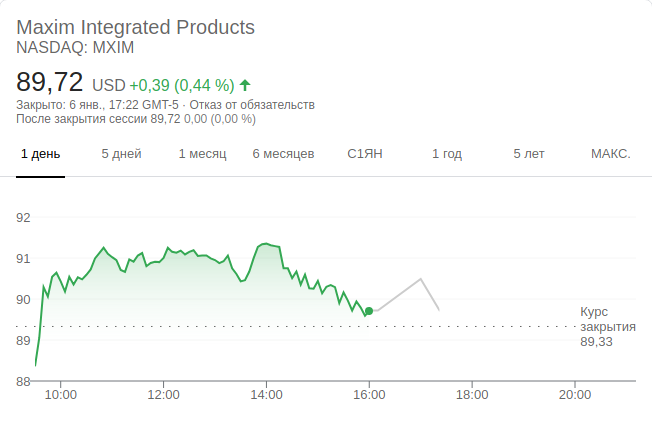 Maxim Integrated Products
NASDAQ: MXIM
89,72 USD +0,39 (0,44 %)
Закрыто: 6 янв., 17:22 GMT-5 · Отказ от обязательств
После закрытия сессии 89,72 0,00 (0,00 %)
1 день 5 дней 1 месяц 6 месяцев С1ЯН 1 год 5 лет МАКС.
92
91
90
Курс
закрытия
89
89,33
88
10:00 12:00 14:00 16:00 18:00 20:00